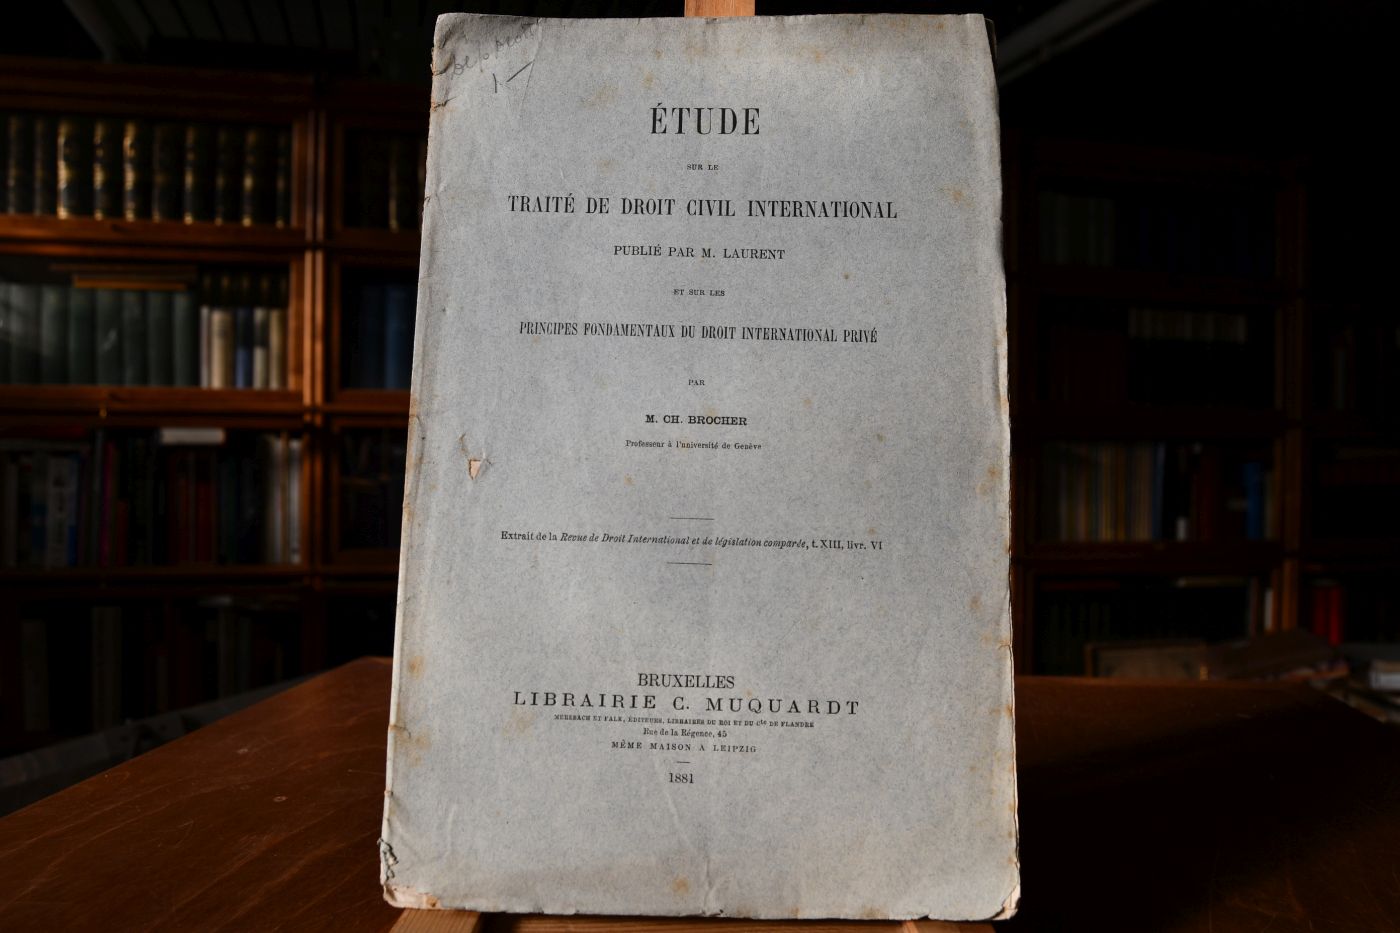 ÉTUDE
SUR LE
TRAITÉ DE DROIT CIVIL INTERNATIONAL
PUBLIÉ PAR M. LAURENT
ET SUR LES
PRINCIPES FONDAMENTAUX DU DROIT INTERNATIONAL PRIVÉ
PAR
M. CH. BROCHER
Professeur à l'université de Genève
Extrait de la Revue de Droit International et de législation comparée, t. XIII, livr. VI
BRUXELLES
LIBRAIRIE C. MUQUARDT
MERZBACH ET FALK, ÉDITEURS, LIBRAIRES DU ROI ET DU Cte DE FLANDRE
Rue de la Régence, 45
MÊME MAISON A LEIPZIG
1881